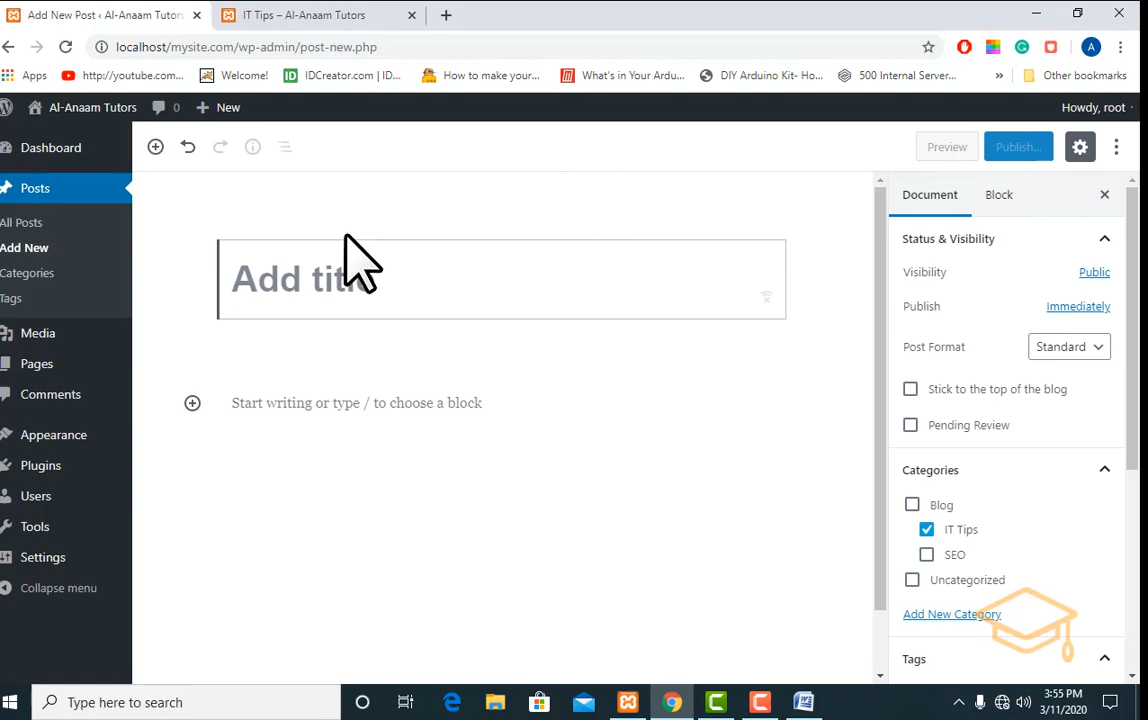 Add New Post ‹ Al-Anaam Tutors
IT Tips – Al-Anaam Tutors
localhost/mysite.com/wp-admin/post-new.php
A
Apps
http://youtube.com...
Welcome!
ID
IDCreator.com | ID...
How to make your...
What's in Your Ardu...
DIY Arduino Kit- Ho...
500 Internal Server...
»
Other bookmarks
Al-Anaam Tutors
0
New
Howdy, root
Dashboard
Preview
Publish...
Posts
Document
Block
All Posts
Add New
Categories
Tags
Media
Pages
Comments
Appearance
Plugins
Users
Tools
Settings
Collapse menu
Add title
Start writing or type / to choose a block
Status & Visibility
Visibility
Public
Publish
Immediately
Post Format
Standard
Stick to the top of the blog
Pending Review
Categories
Blog
IT Tips
SEO
Uncategorized
Add New Category
Tags
Type here to search
3:55 PM
3/11/2020